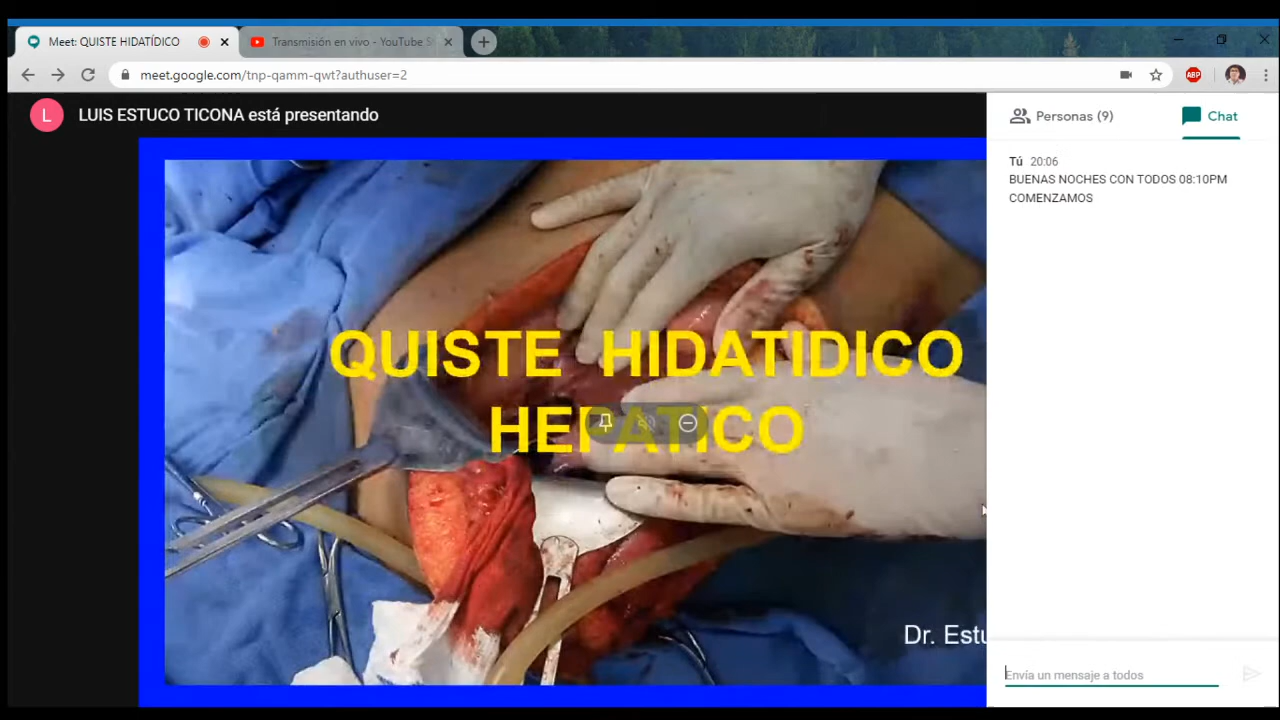 Meet: QUISTE HIDATÍDICO
Transmisión en vivo - YouTube S
meet.google.com/tnp-qamm-qwt?authuser=2
ABP
L
LUIS ESTUCO TICONA está presentando
Personas (9)
Chat
Tú 20:06
BUENAS NOCHES CON TODOS 08:10PM
COMENZAMOS
QUISTE HIDATIDICO
HEPATICO
Dr. Estu
Envía un mensaje a todos